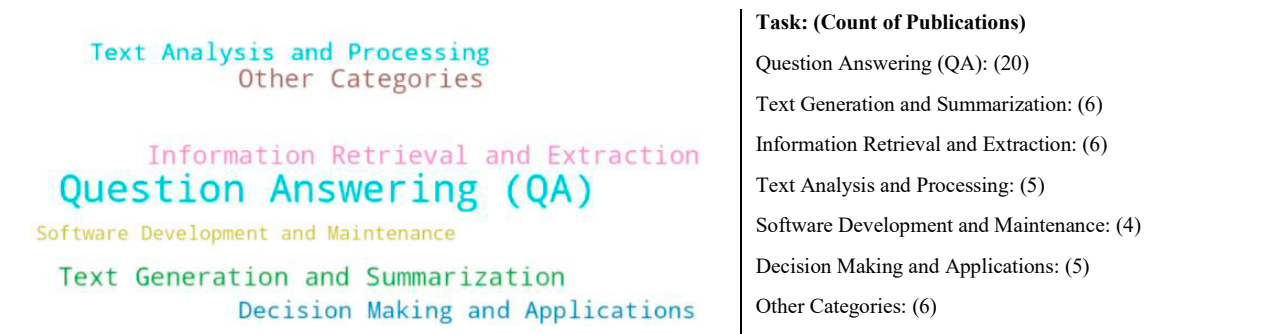 Text Analysis and Processing
Other Categories
Information Retrieval and Extraction
Question Answering (QA)
Software Development and Maintenance
Text Generation and Summarization
Decision Making and Applications
Task: (Count of Publications)
Question Answering (QA): (20)
Text Generation and Summarization: (6)
Information Retrieval and Extraction: (6)
Text Analysis and Processing: (5)
Software Development and Maintenance: (4)
Decision Making and Applications: (5)
Other Categories: (6)